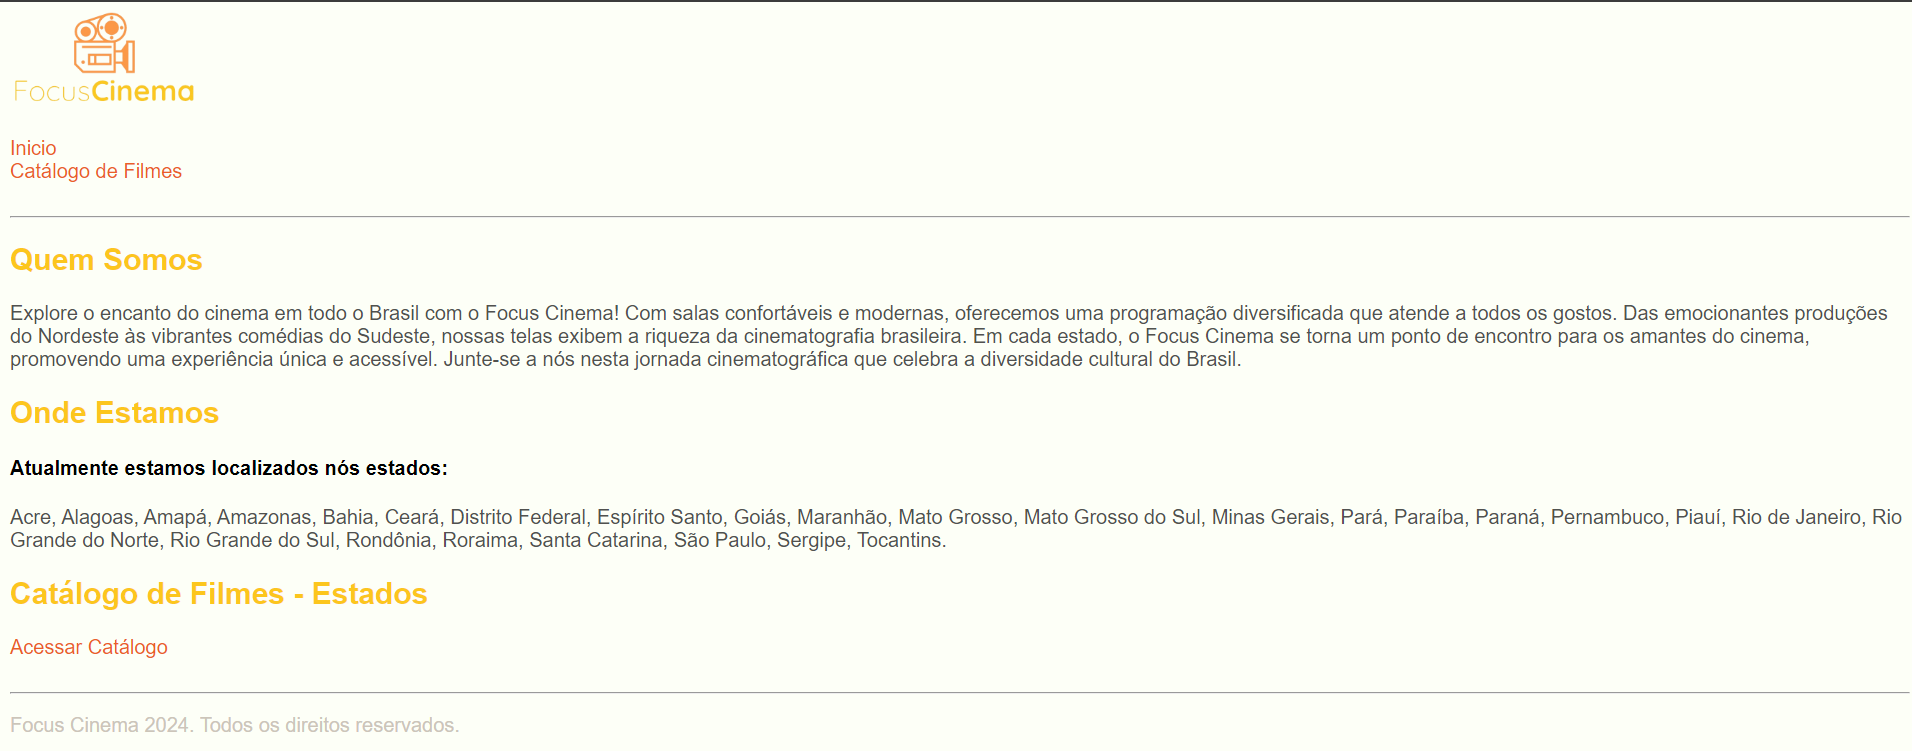 FocusCinema
Inicio
Catálogo de Filmes
Quem Somos
Explore o encanto do cinema em todo o Brasil com o Focus Cinema! Com salas confortáveis e modernas, oferecemos uma programação diversificada que atende a todos os gostos. Das emocionantes produções
do Nordeste às vibrantes comédias do Sudeste, nossas telas exibem a riqueza da cinematografia brasileira. Em cada estado, o Focus Cinema se torna um ponto de encontro para os amantes do cinema,
promovendo uma experiência única e acessível. Junte-se a nós nesta jornada cinematográfica que celebra a diversidade cultural do Brasil.
Onde Estamos
Atualmente estamos localizados nós estados:
Acre, Alagoas, Amapá, Amazonas, Bahia, Ceará, Distrito Federal, Espírito Santo, Goiás, Maranhão, Mato Grosso, Mato Grosso do Sul, Minas Gerais, Pará, Paraíba, Paraná, Pernambuco, Piauí, Rio de Janeiro, Rio
Grande do Norte, Rio Grande do Sul, Rondônia, Roraima, Santa Catarina, São Paulo, Sergipe, Tocantins.
Catálogo de Filmes - Estados
Acessar Catálogo
Focus Cinema 2024. Todos os direitos reservados.